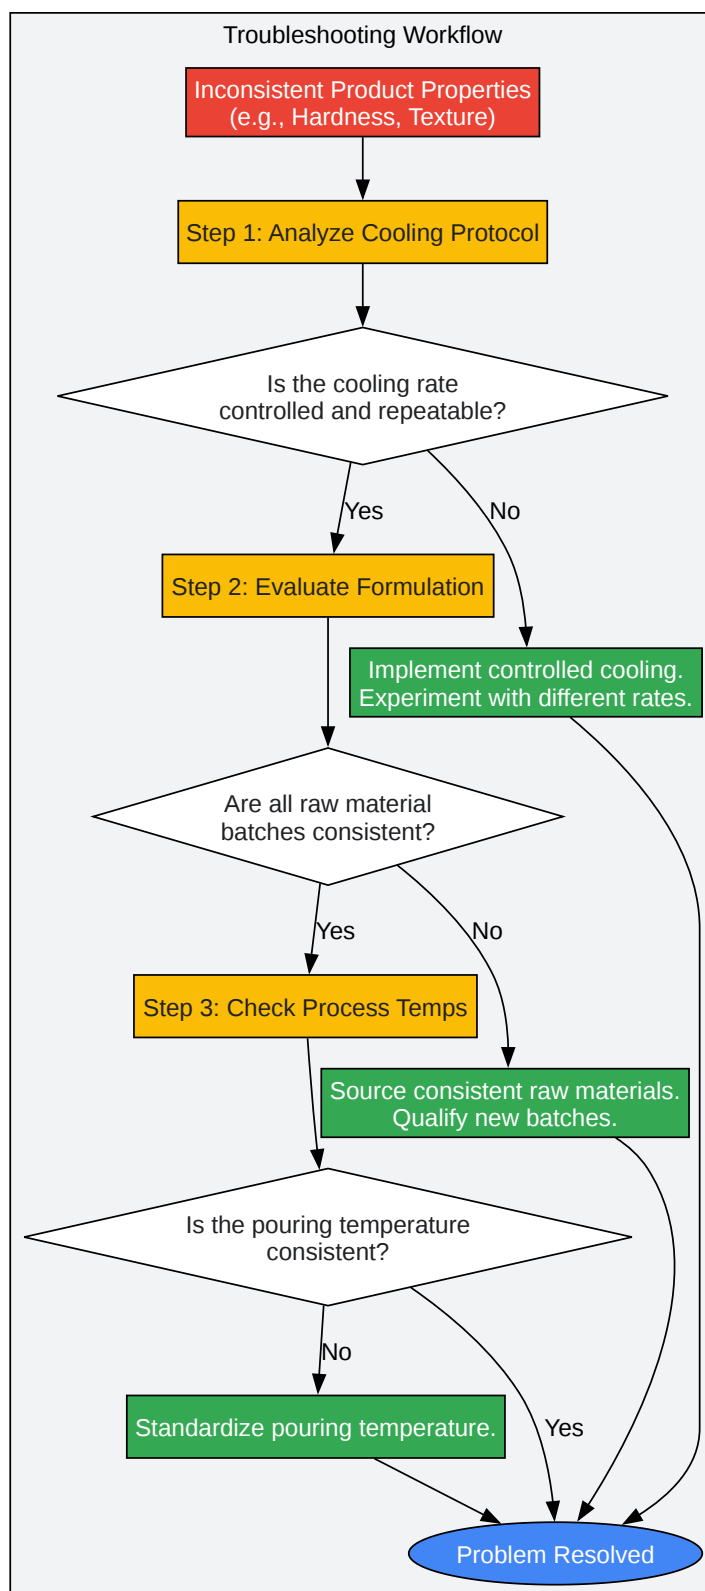 Troubleshooting Workflow
Inconsistent Product Properties
(e.g., Hardness, Texture)
Step 1: Analyze Cooling Protocol
Is the cooling rate
controlled and repeatable?
Yes
No
Step 2: Evaluate Formulation
Implement controlled cooling.
Experiment with different rates.
Are all raw material
batches consistent?
Yes
No
Step 3: Check Process Temps
Source consistent raw materials.
Qualify new batches.
Is the pouring temperature
consistent?
No
Yes
Standardize pouring temperature.
Problem Resolved